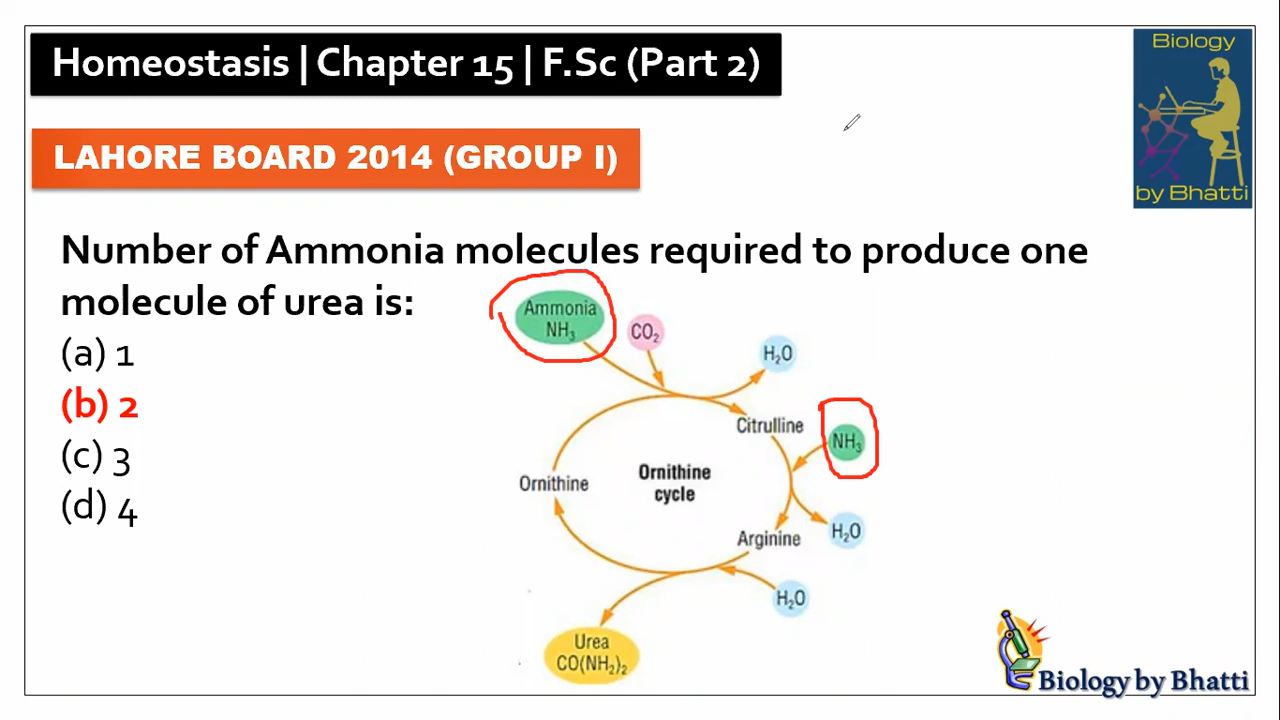 Homeostasis | Chapter 15 | F.Sc (Part 2)
Biology
by Bhatti
LAHORE BOARD 2014 (GROUP I)
Number of Ammonia molecules required to produce one
molecule of urea is:
(a) 1
(b) 2
(c) 3
(d) 4
Ammonia
NH₃
CO₂
H₂O
Citrulline
NH₃
Ornithine
cycle
Ornithine
H₂O
Arginine
H₂O
Urea
CO(NH₂)₂
Biology by Bhatti